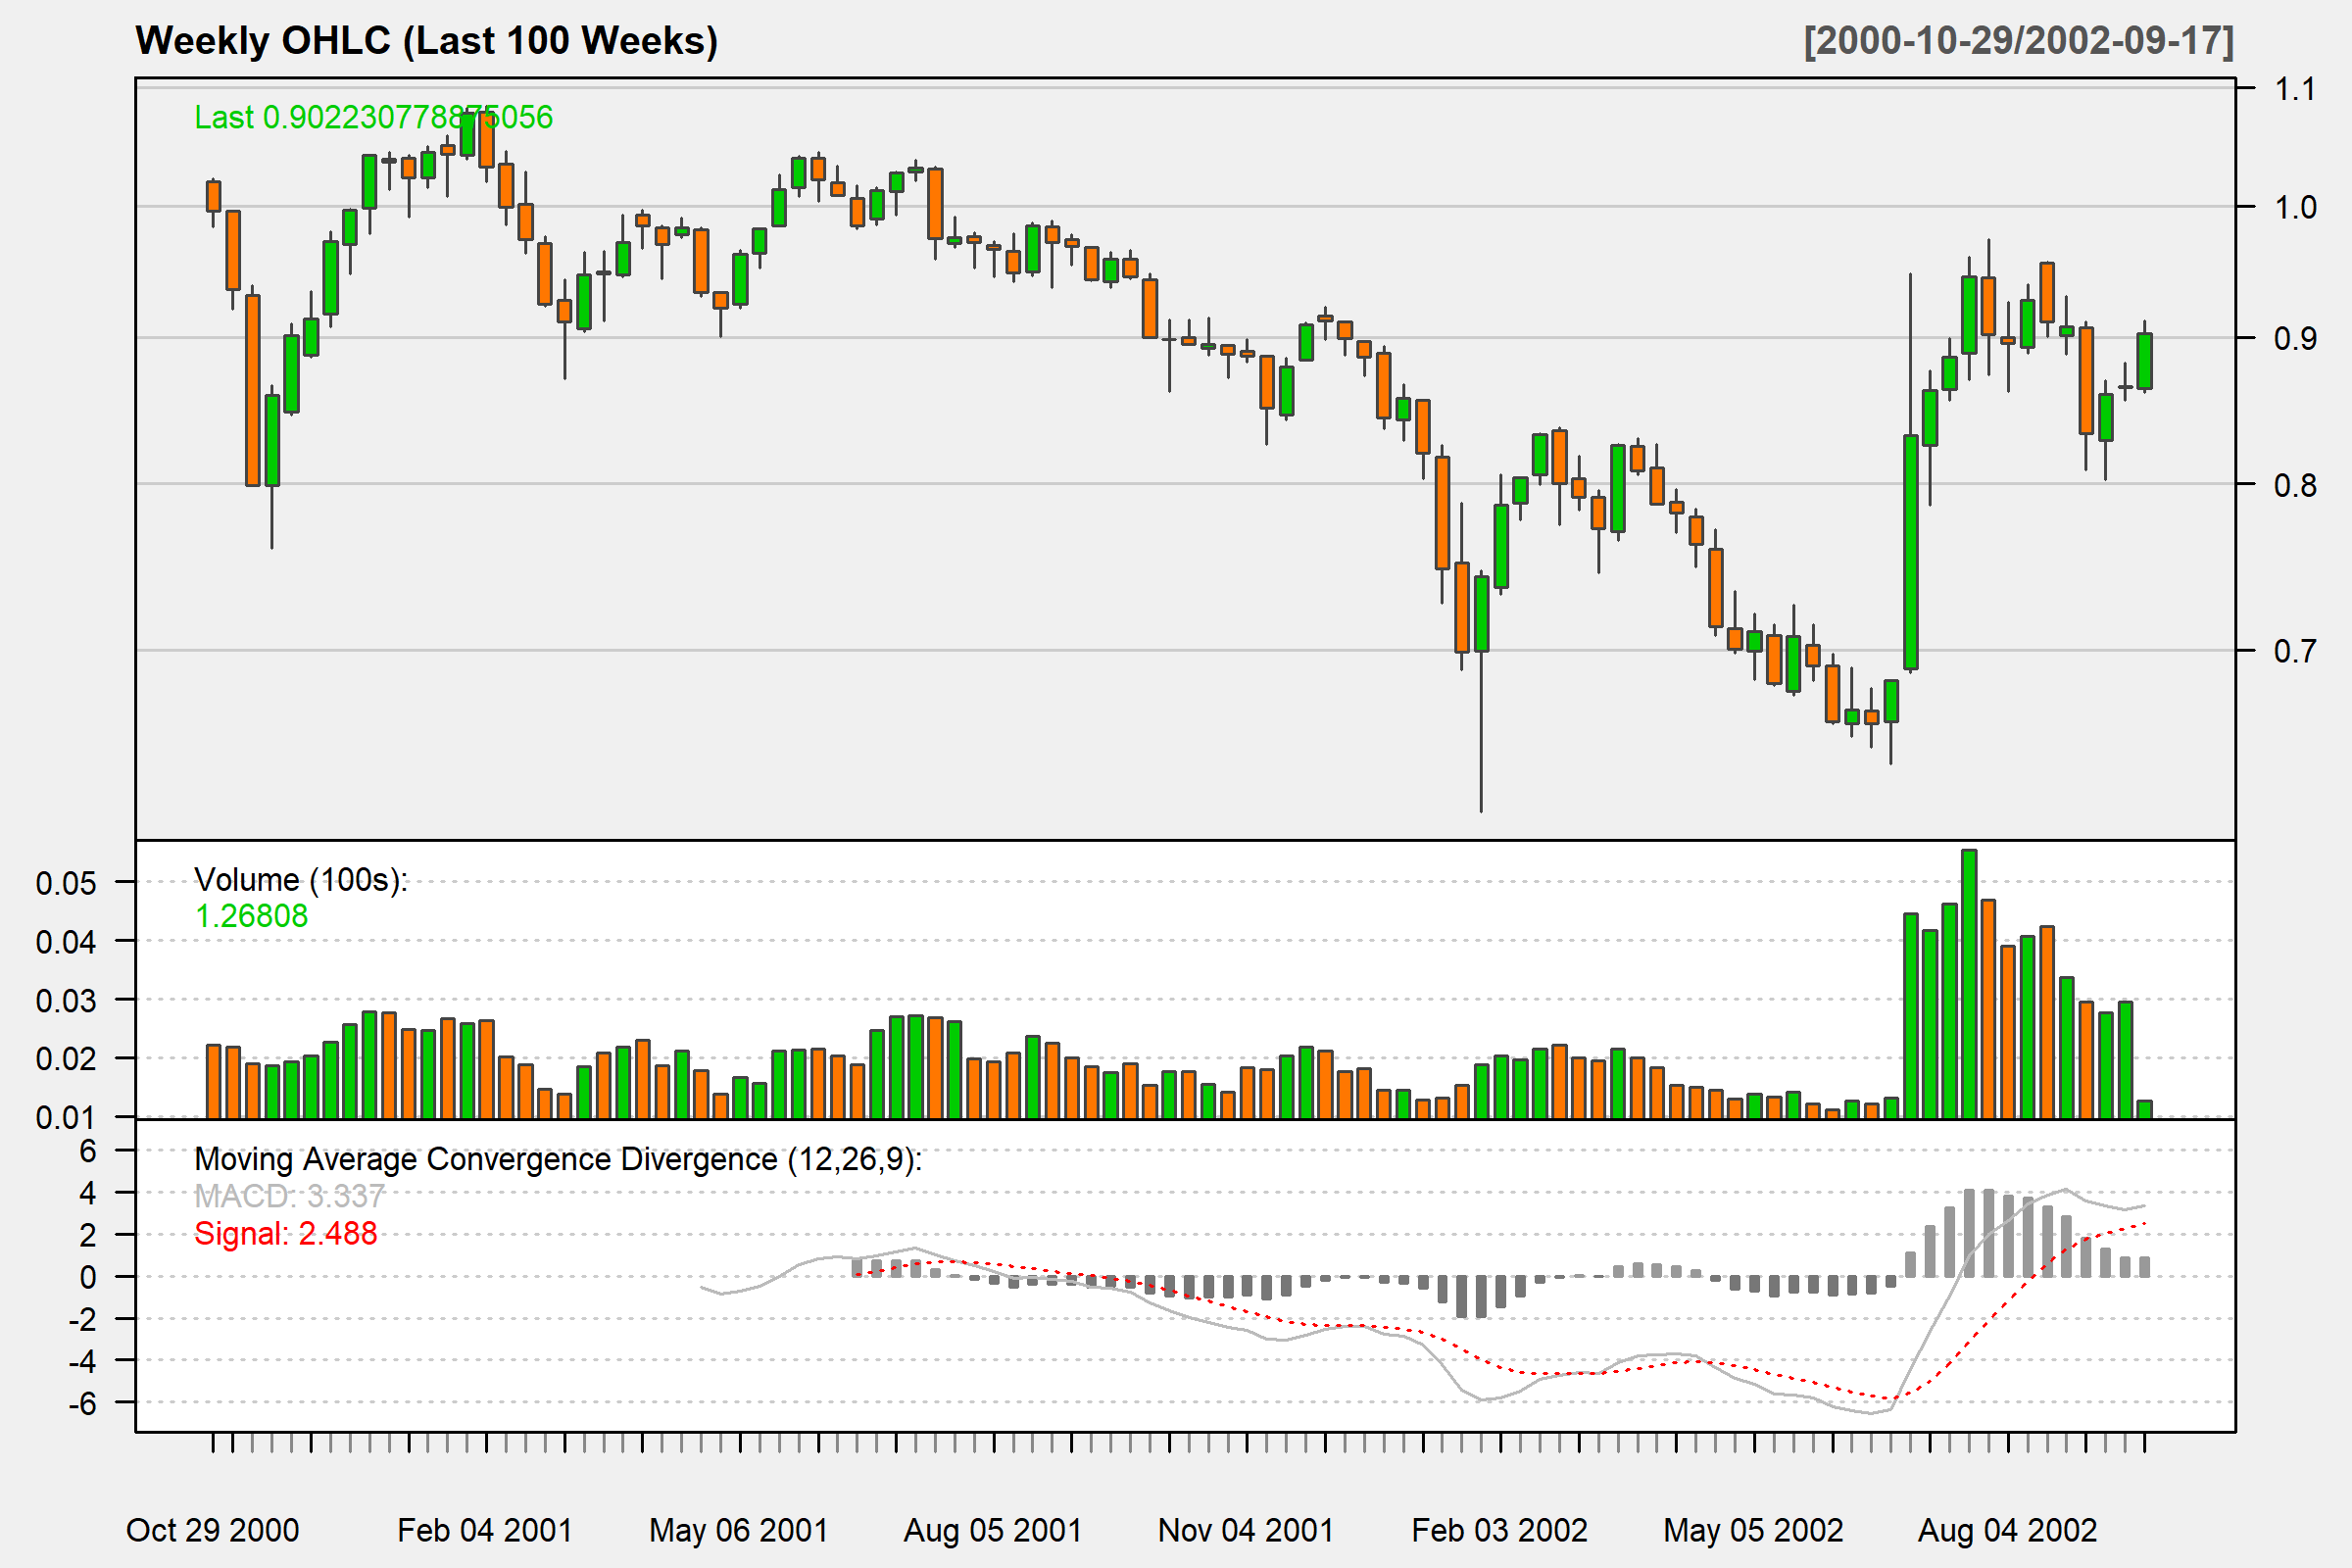 Weekly OHLC (Last 100 Weeks)
[2000-10-29/2002-09-17]
Last 0.902230778875056
1.1
1.0
0.9
0.8
0.7
Volume (100s):
1.26808
0.05
0.04
0.03
0.02
0.01
Moving Average Convergence Divergence (12,26,9):
MACD: 3.337
Signal: 2.488
6
4
2
0
-2
-4
-6
Oct 29 2000
Feb 04 2001
May 06 2001
Aug 05 2001
Nov 04 2001
Feb 03 2002
May 05 2002
Aug 04 2002